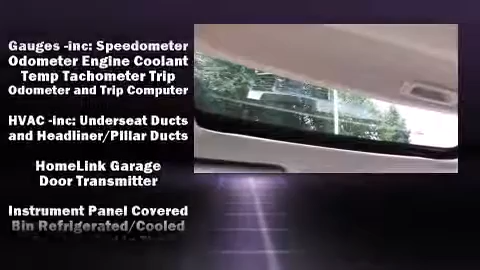 Gauges -inc: Speedometer
Odometer Engine Coolant
Temp Tachometer Trip
Odometer and Trip Computer
HVAC -inc: Underseat Ducts
and Headliner/Pillar Ducts
HomeLink Garage
Door Transmitter
Instrument Panel Covered
Bin Refrigerated/Cooled